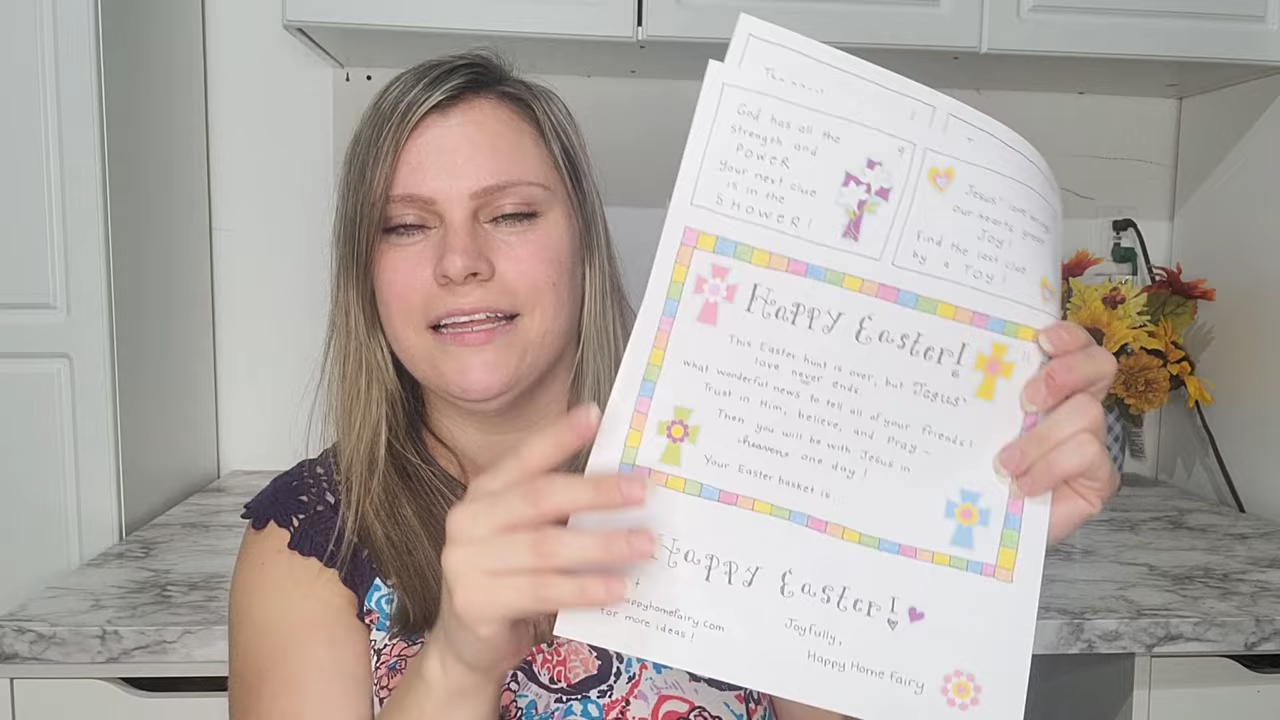 God has all the
strength and
POWER
your next clue
is in the
SHOWER!
9
Jesus' love
our hearts
JOY!
Find the last clue
by a TOY!
Happy Easter!
This Easter hunt is over, but Jesus'
love never ends.
what wonderful news to tell all of your friends!
Trust in Him, believe, and pray~
Then you will be with Jesus in
heaven one day!
Your Easter basket is
Happy Easter!
appyhomefairy.com
for more ideas!
Joyfully,
Happy Home Fairy